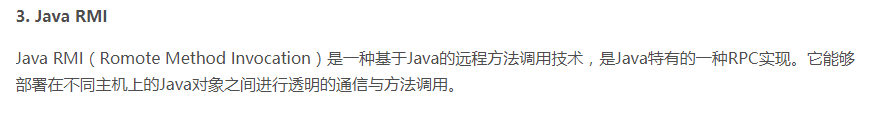 3. Java RMI
Java RMI（Romote Method Invocation）是一种基于Java的远程方法调用技术，是Java特有的一种RPC实现。它能够
部署在不同主机上的Java对象之间进行透明的通信与方法调用。